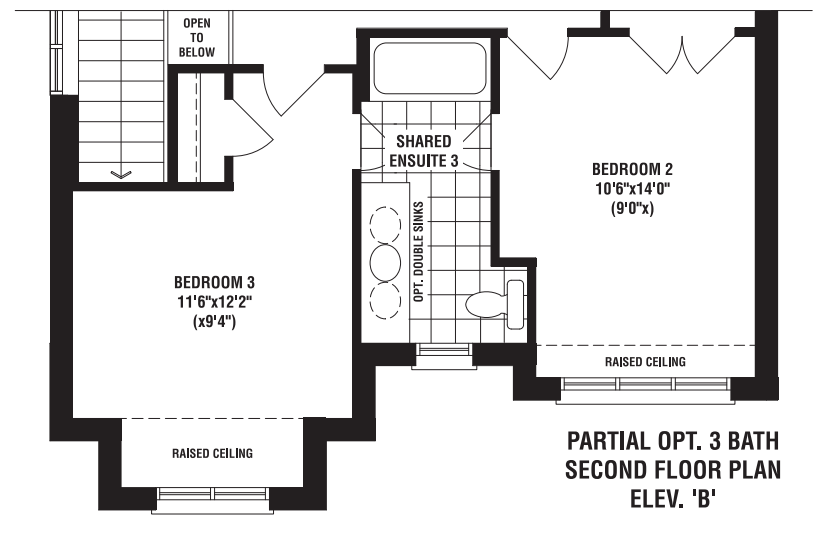 OPEN
TO
BELOW
SHARED
ENSUITE 3
BEDROOM 2
10'6"x14'0"
(9'0"x)
OPT. DOUBLE SINKS
BEDROOM 3
11'6"x12'2"
(x9'4")
RAISED CEILING
RAISED CEILING
PARTIAL OPT. 3 BATH
SECOND FLOOR PLAN
ELEV. 'B'